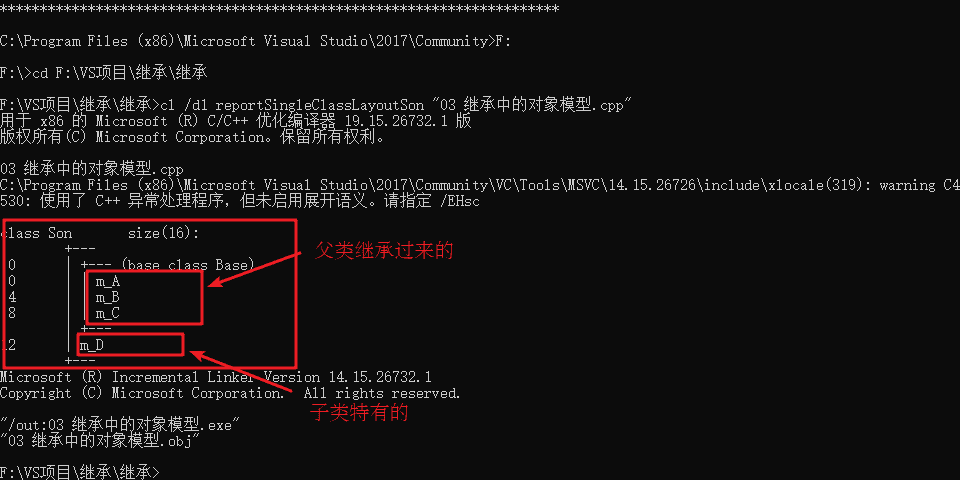 **********************************************************************
C:\Program Files (x86)\Microsoft Visual Studio\2017\Community>F:
F:\>cd F:\VS项目\继承\继承
F:\VS项目\继承\继承>cl /d1 reportSingleClassLayoutSon "03 继承中的对象模型.cpp"
用于 x86 的 Microsoft (R) C/C++ 优化编译器 19.15.26732.1 版
版权所有(C) Microsoft Corporation。保留所有权利。
03 继承中的对象模型.cpp
C:\Program Files (x86)\Microsoft Visual Studio\2017\Community\VC\Tools\MSVC\14.15.26726\include\xlocale(319): warning C4
530: 使用了 C++ 异常处理程序，但未启用展开语义。请指定 /EHsc
class Son size(16):
+---
0 | +--- (base class Base)
父类继承过来的
0 | | m_A
4 | | m_B
8 | | m_C
| +---
12 | m_D
+---
Microsoft (R) Incremental Linker Version 14.15.26732.1
Copyright (C) Microsoft Corporation. All rights reserved.
子类特有的
"/out:03 继承中的对象模型.exe"
"03 继承中的对象模型.obj"
F:\VS项目\继承\继承>